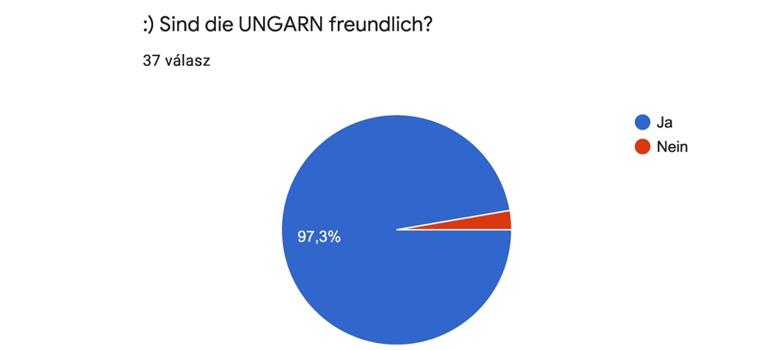 :) Sind die UNGARN freundlich?
37 válasz
Ja
Nein
97,3%